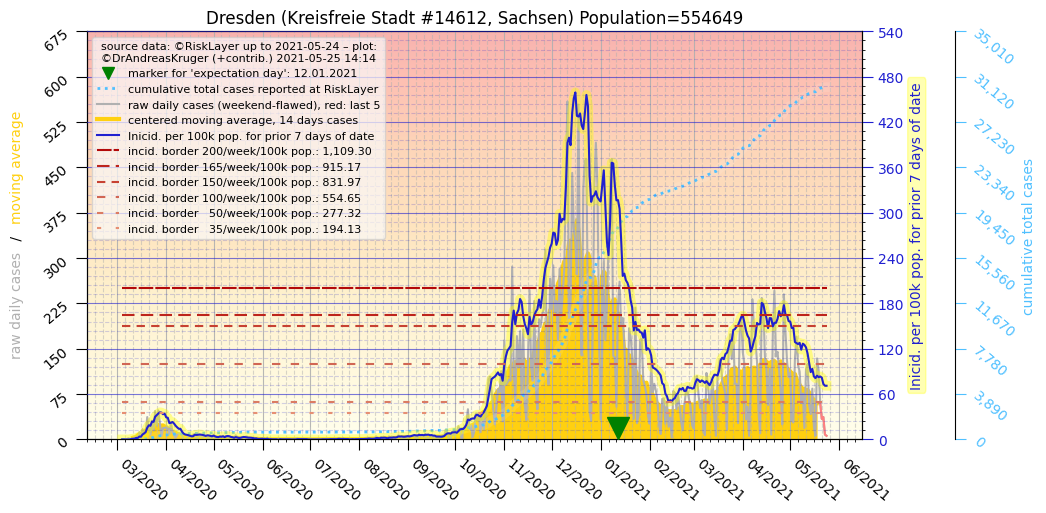 Dresden (Kreisfreie Stadt #14612, Sachsen) Population=554649
source data: ©RiskLayer up to 2021-05-24 – plot:
©DrAndreasKruger (+contrib.) 2021-05-25 14:14
marker for 'expectation day': 12.01.2021
cumulative total cases reported at RiskLayer
raw daily cases (weekend-flawed), red: last 5
centered moving average, 14 days cases
Inicid. per 100k pop. for prior 7 days of date
incid. border 200/week/100k pop.: 1,109.30
incid. border 165/week/100k pop.: 915.17
incid. border 150/week/100k pop.: 831.97
incid. border 100/week/100k pop.: 554.65
incid. border 50/week/100k pop.: 277.32
incid. border 35/week/100k pop.: 194.13
raw daily cases / moving average
675
600
525
450
375
300
225
150
75
0
03/2020
04/2020
05/2020
06/2020
07/2020
08/2020
09/2020
10/2020
11/2020
12/2020
01/2021
02/2021
03/2021
04/2021
05/2021
06/2021
540
480
420
360
300
240
180
120
60
0
Inicid. per 100k pop. for prior 7 days of date
35,010
31,120
27,230
23,340
19,450
15,560
11,670
7,780
3,890
0
cumulative total cases